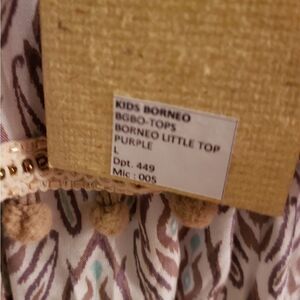 KIDS BORNEO
BGBO-TOPS
BORNEO LITTLE TOP
PURPLE
L
Dpt. 449
Mic : 005